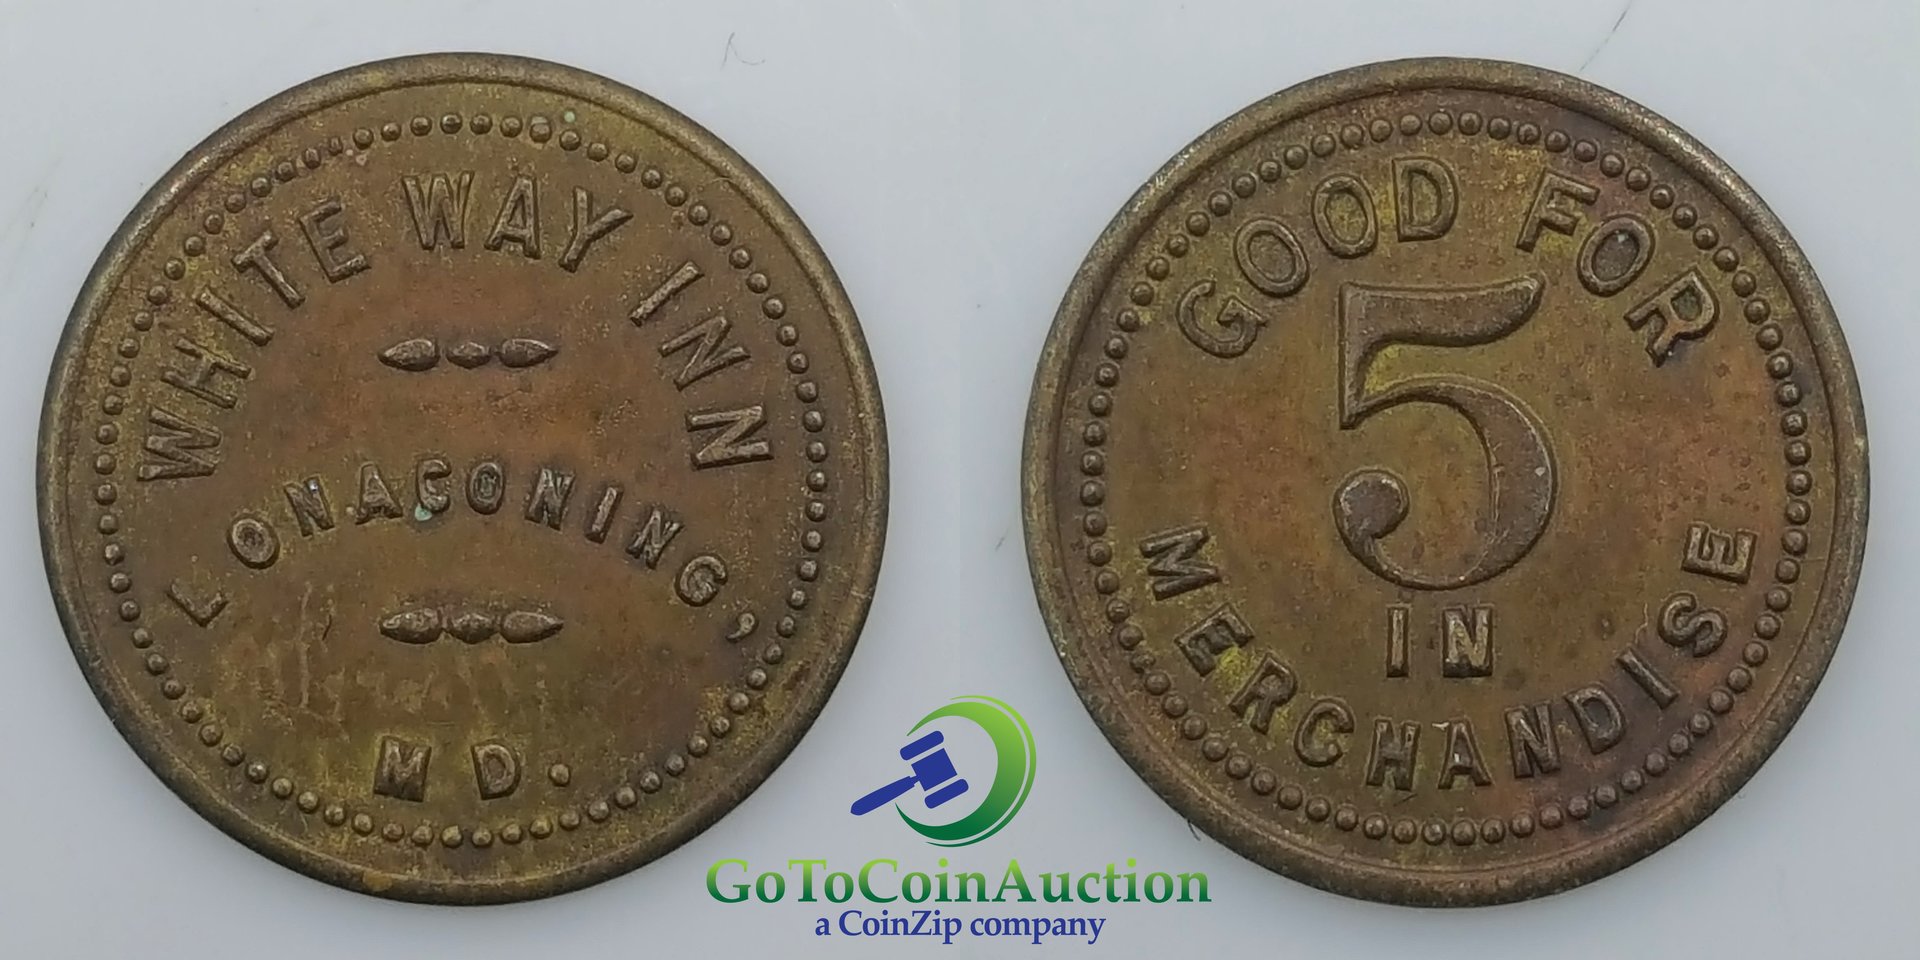 WHITE WAY INN
LONACONING,
MD.
GOOD FOR
5
IN
MERCHANDISE
GoToCoinAuction
a CoinZip company